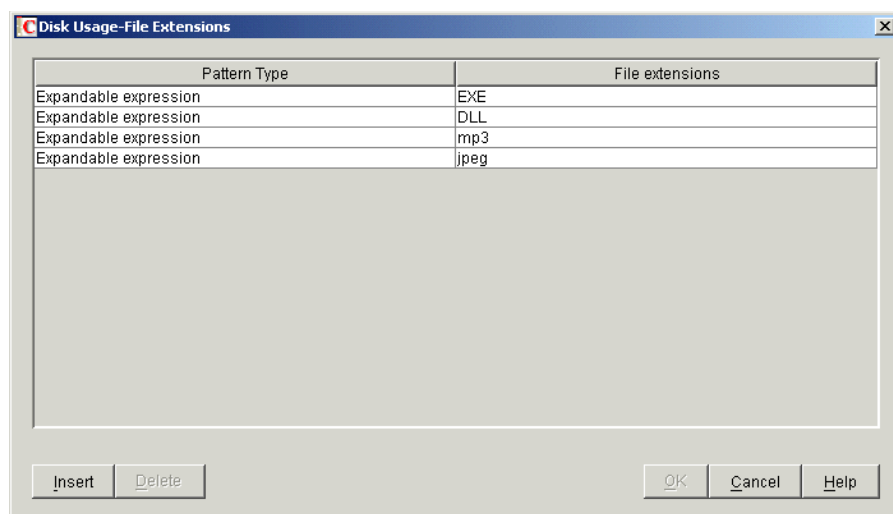 C Disk Usage-File Extensions
Pattern Type File extensions
Expandable expression EXE
Expandable expression DLL
Expandable expression mp3
Expandable expression jpeg
Insert Delete OK Cancel Help